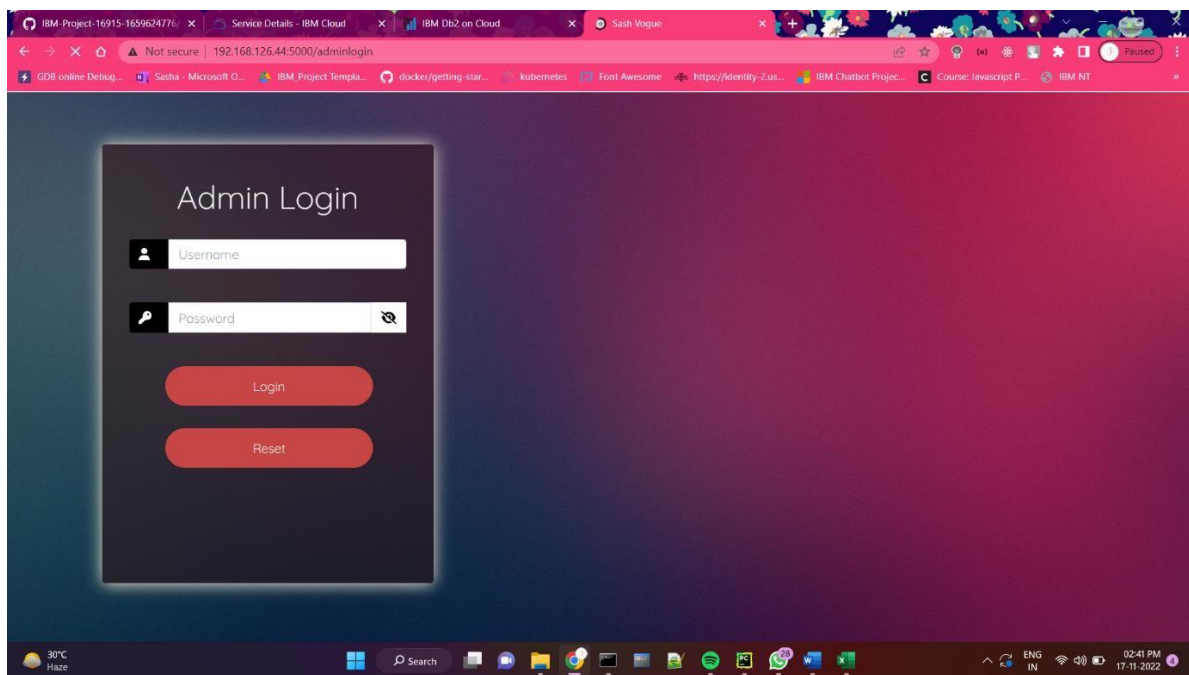 IBM-Project-16915-1659624776/
Service Details - IBM Cloud
IBM Db2 on Cloud
Sash Vogue
Not secure | 192.168.126.44:5000/adminlogin
Paused
GDB online Debug...
Sasha - Microsoft O...
IBM_Project Templa...
docker/getting-star...
kubernetes
Font Awesome
https://identity-2.us...
IBM Chatbot Projec...
Course: Javascript P...
IBM NT
Admin Login
Username
Password
Login
Reset
30°C
Haze
Search
28
ENG
IN
02:41 PM
17-11-2022
4